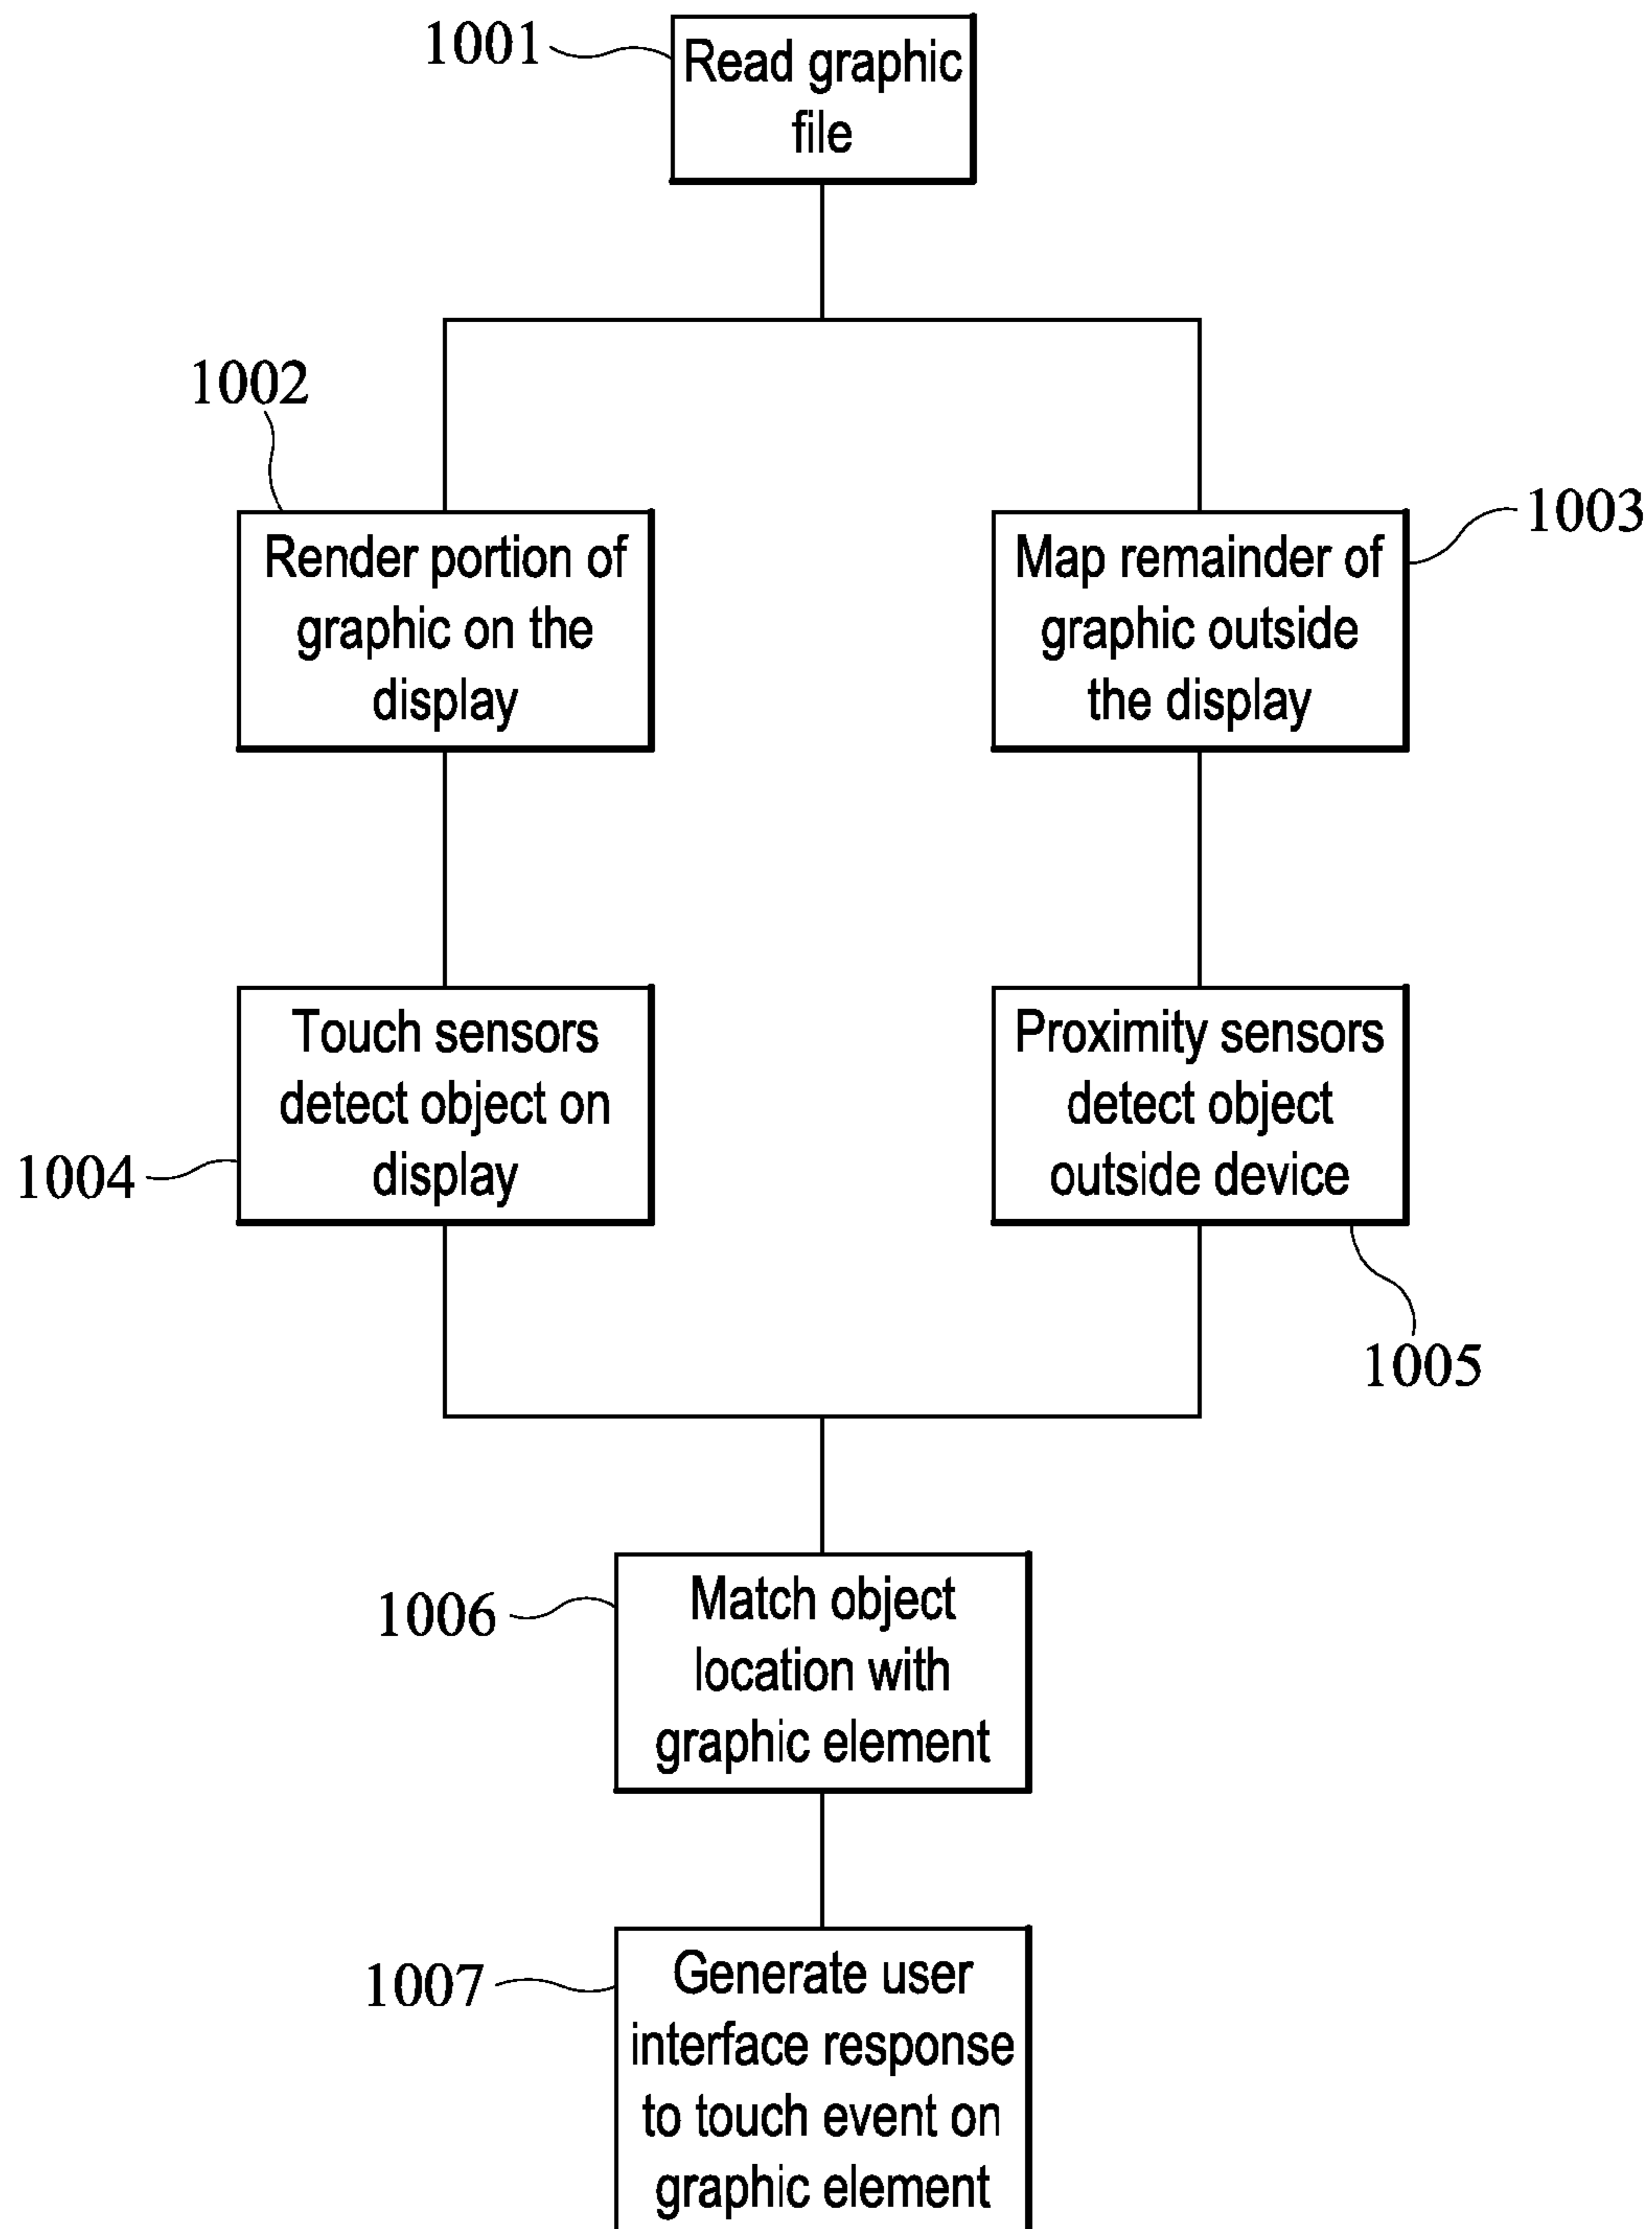 1001
Read graphic
file
1002
Render portion of
graphic on the
display
1003
Map remainder of
graphic outside
the display
1004
Touch sensors
detect object on
display
1005
Proximity sensors
detect object
outside device
1006
Match object
location with
graphic element
1007
Generate user
interface response
to touch event on
graphic element